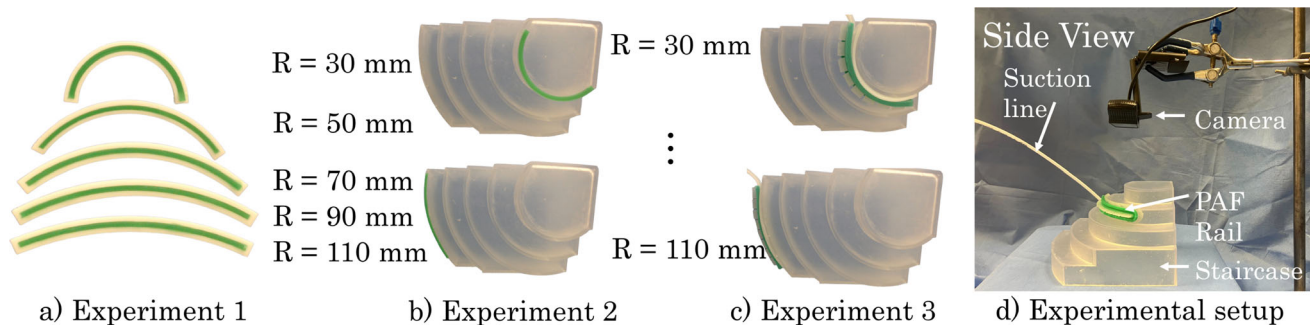 R = 30 mm
R = 50 mm
R = 70 mm
R = 90 mm
R = 110 mm
R = 30 mm
⋮
R = 110 mm
Side View
Suction
line
Camera
PAF
Rail
Staircase
a) Experiment 1
b) Experiment 2
c) Experiment 3
d) Experimental setup